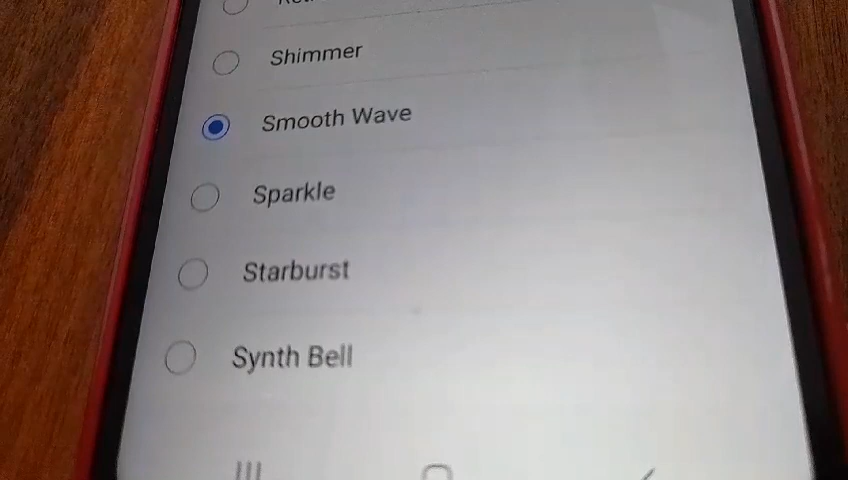 Shimmer
Smooth Wave
Sparkle
Starburst
Synth Bell